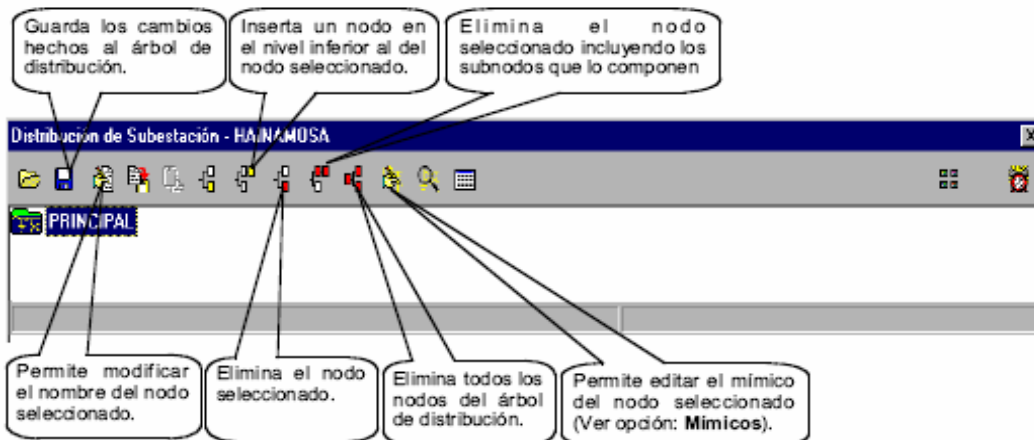 Guarda los cambios
hechos al árbol de
distribución.
Inserta un nodo en
el nivel inferior al del
nodo seleccionado.
Elimina el nodo
seleccionado incluyendo los
subnodos que lo componen
Distribución de Subestación - HAINAMOSA
PRINCIPAL
Permite modificar
el nombre del nodo
seleccionado.
Elimina el nodo
seleccionado.
Elimina todos los
nodos del árbol
de distribución.
Permite editar el mímico
del nodo seleccionado
(Ver opción: Mimicos).